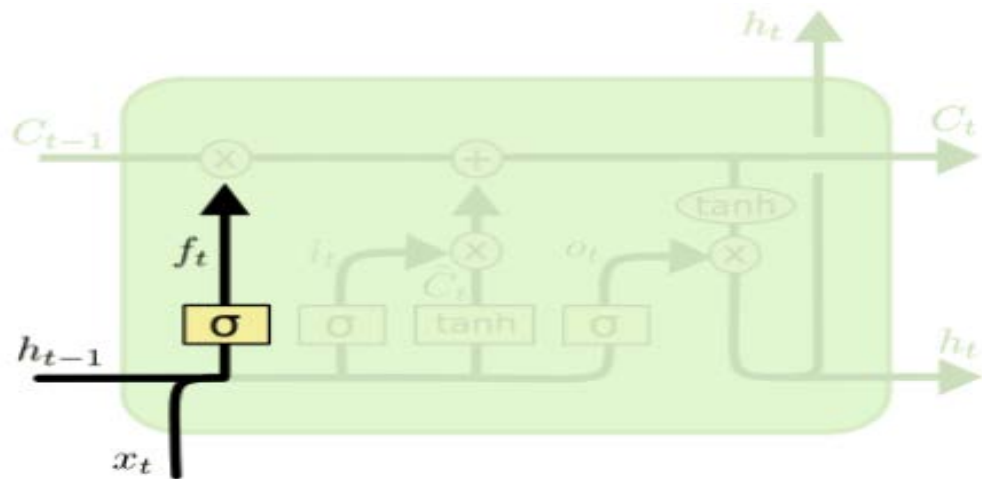 h_t
C_{t-1} × + C_t
tanh
f_t i_t × o_t ×
C̃_t
σ σ tanh σ
h_{t-1} h_t
x_t